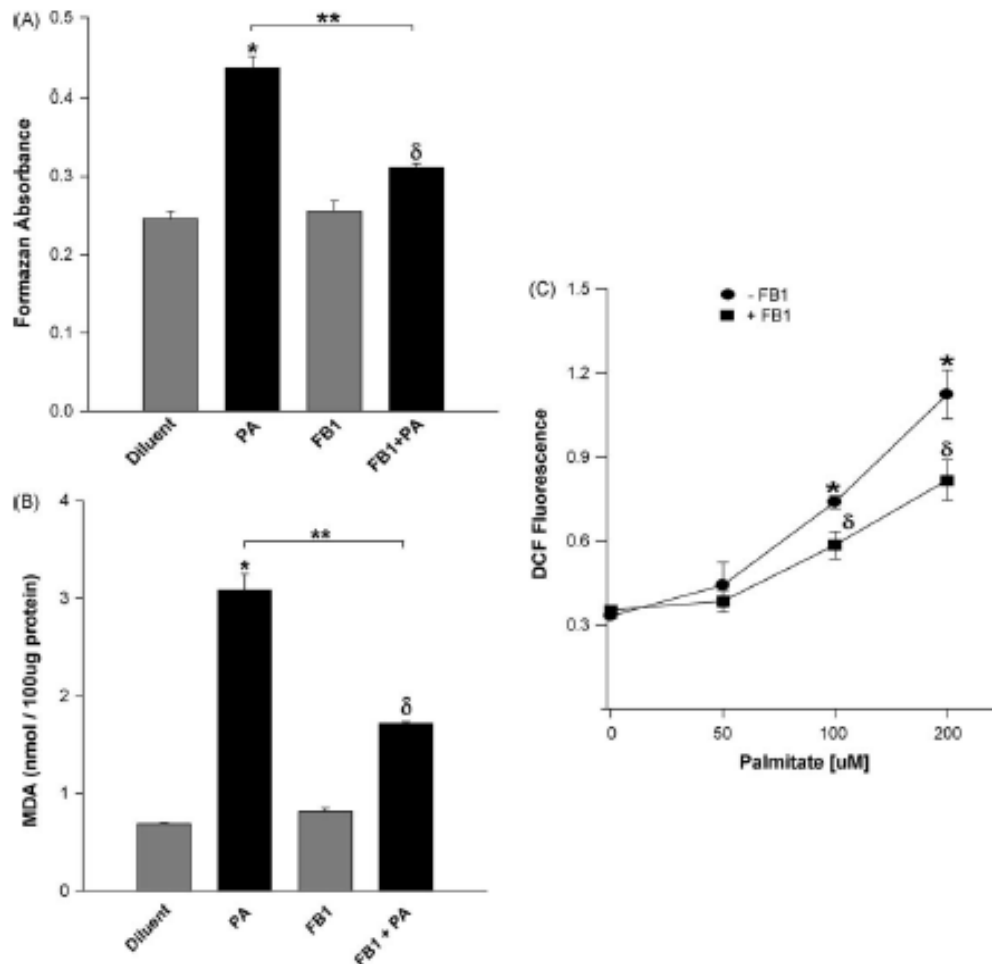 (A)
Formazan Absorbance
0.5
0.4
0.3
0.2
0.1
0.0
*
**
δ
Diluent
PA
FB1
FB1+PA
(B)
MDA (nmol / 100ug protein)
4
3
2
1
0
*
**
δ
Diluent
PA
FB1
FB1 + PA
(C)
- FB1
+ FB1
DCF Fluorescence
1.5
1.2
0.9
0.6
0.3
*
δ
*
δ
0 50 100 200
Palmitate [uM]